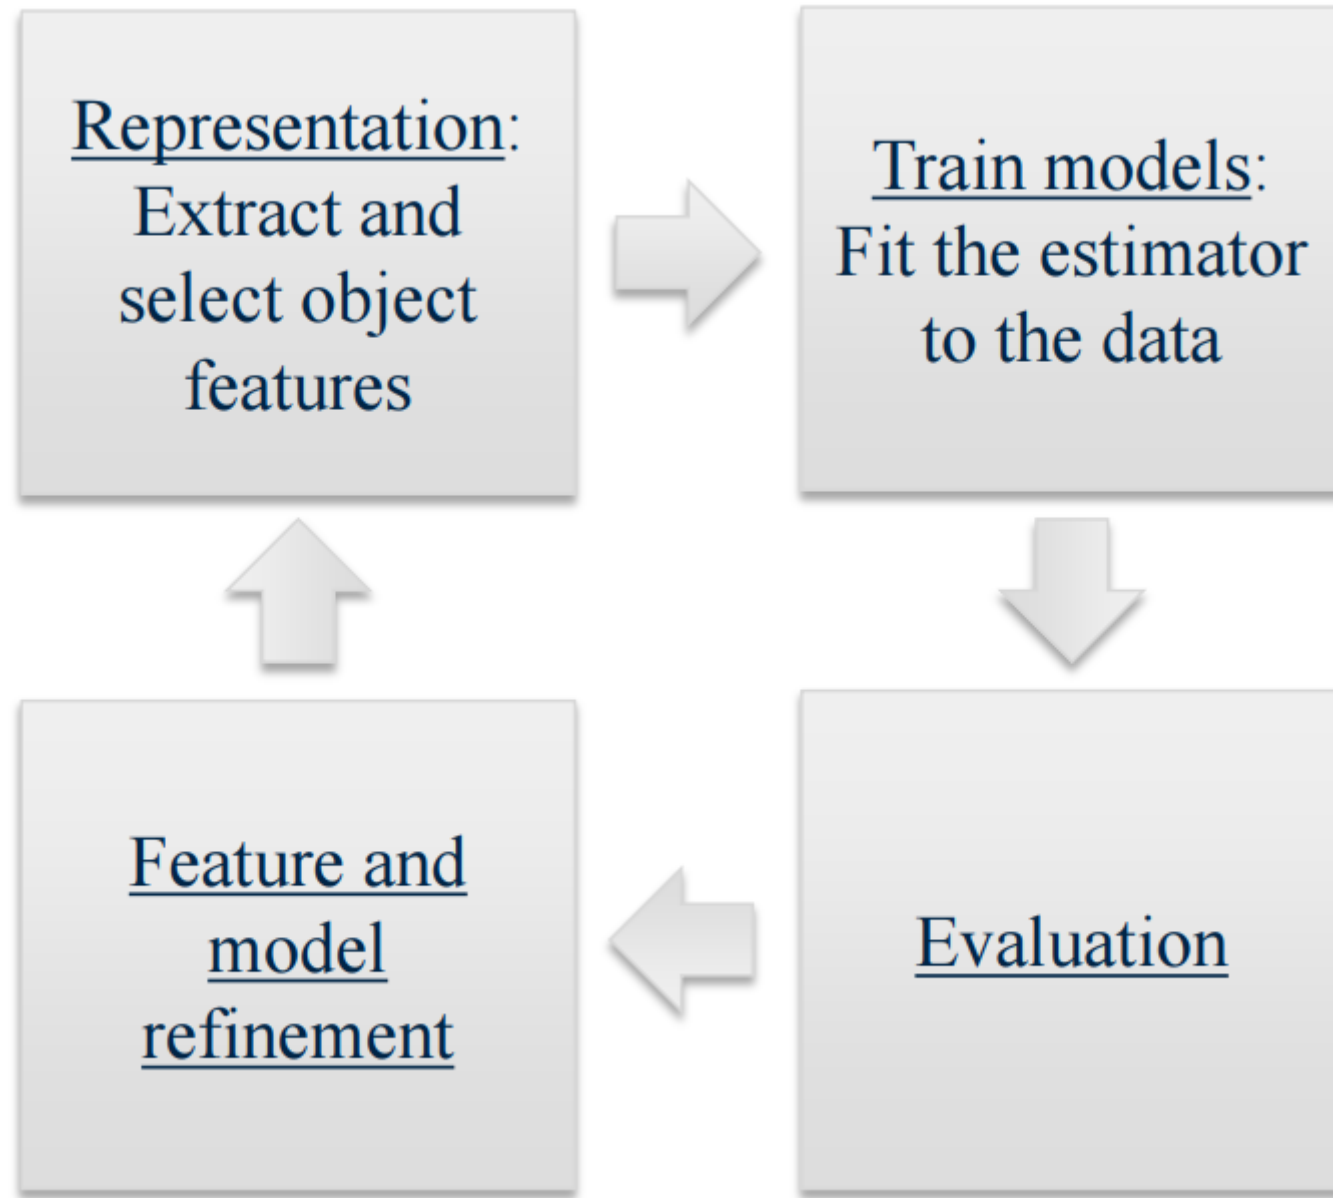 Representation:
Extract and
select object
features
Train models:
Fit the estimator
to the data
Evaluation
Feature and
model
refinement